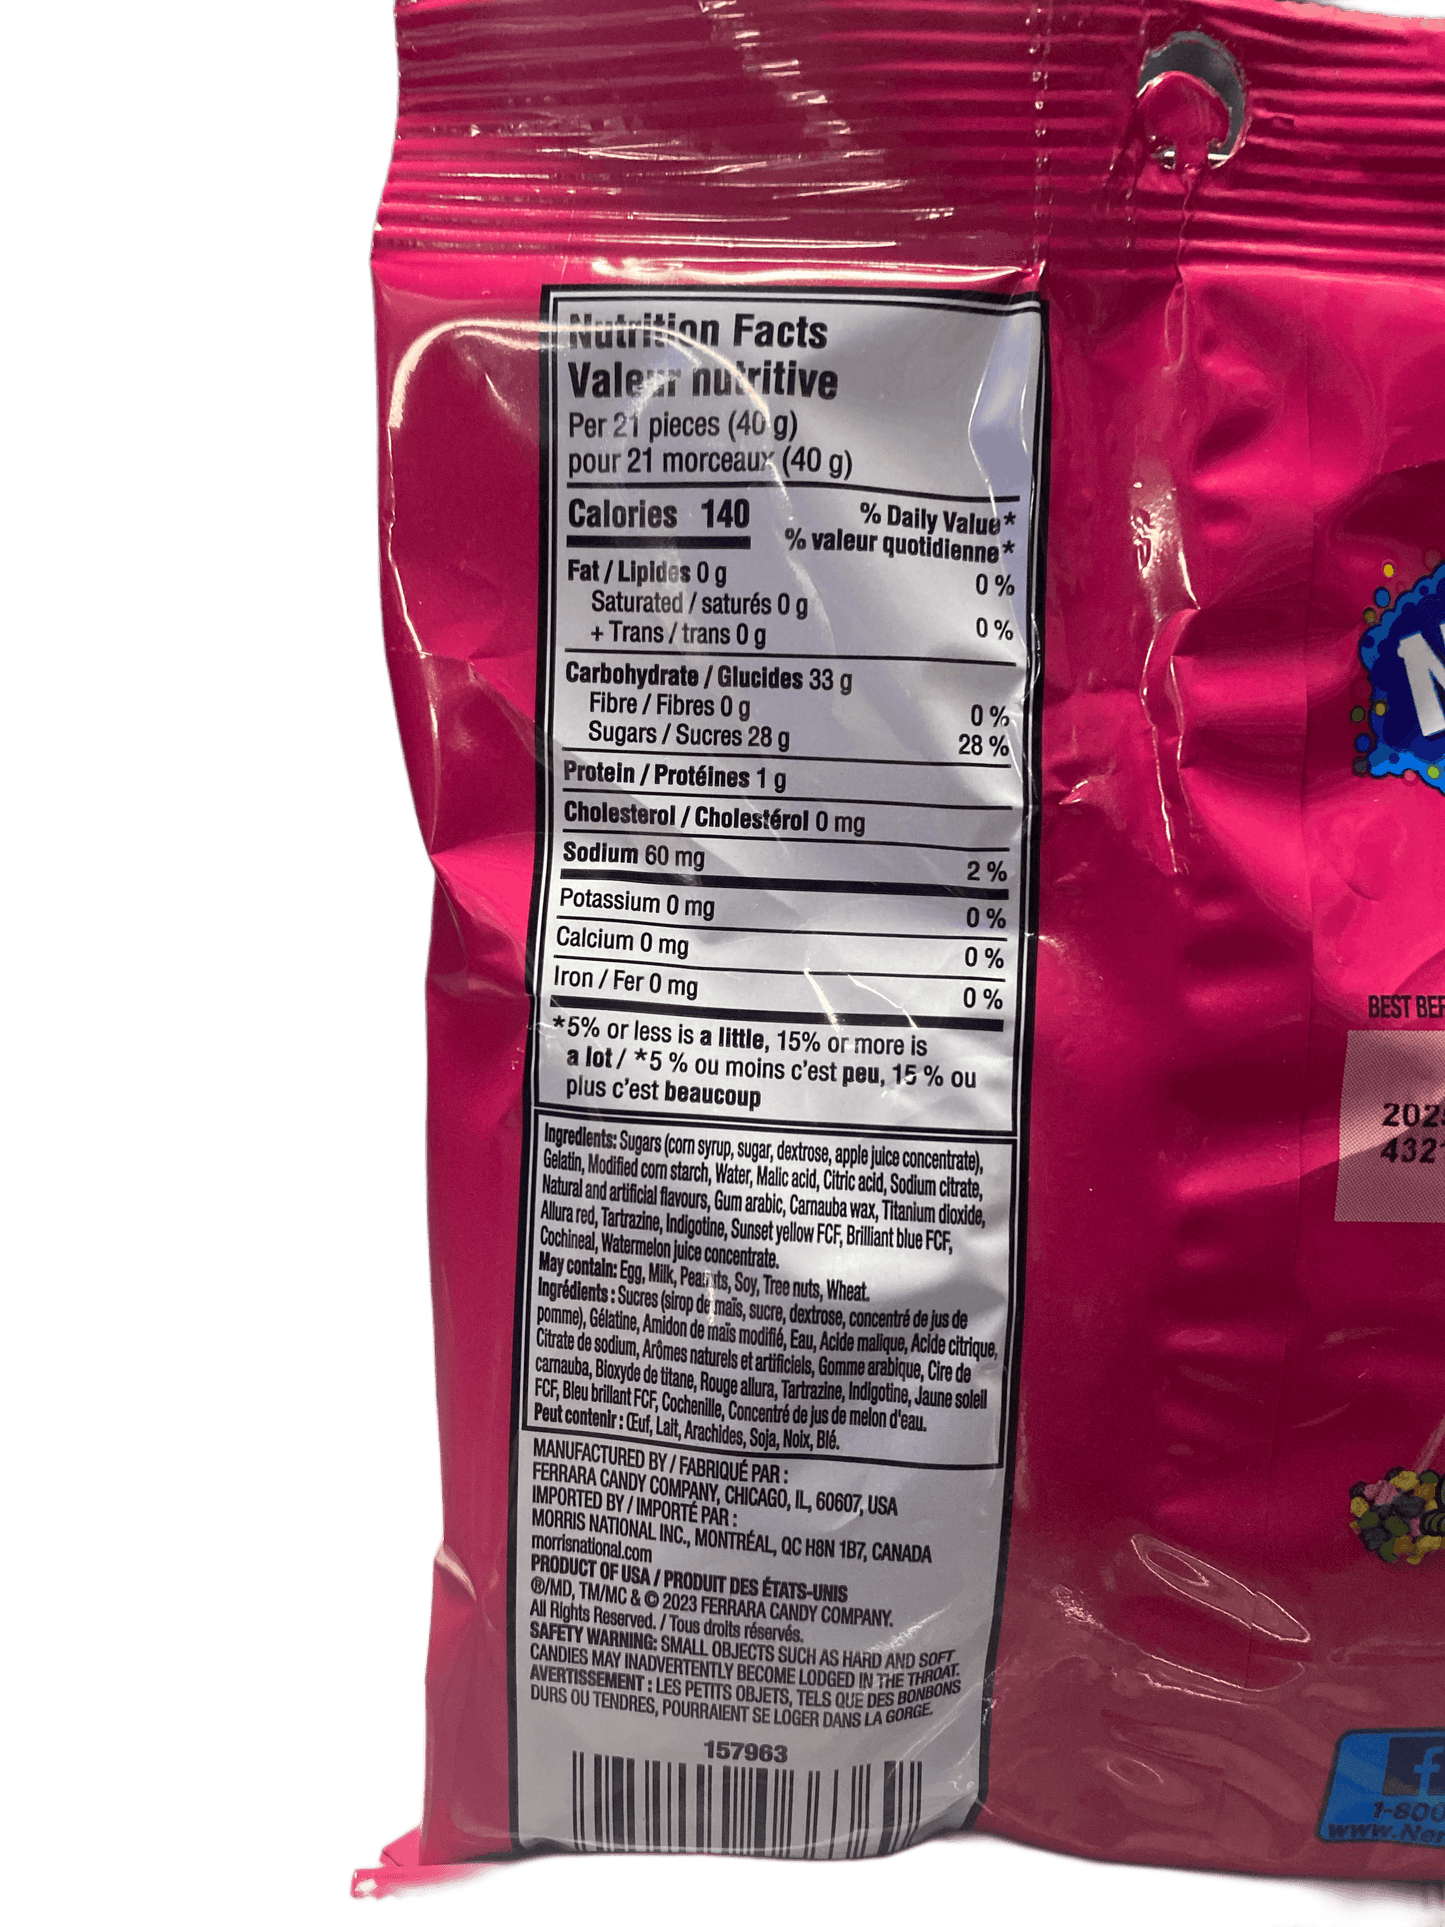 Nutrition Facts
Valeur nutritive
Per 21 pieces (40 g)
pour 21 morceaux (40 g)
Calories 140
% Daily Value*
% valeur quotidienne*
Fat / Lipides 0 g 0 %
Saturated / saturés 0 g
+ Trans / trans 0 g 0 %
Carbohydrate / Glucides 33 g
Fibre / Fibres 0 g 0 %
Sugars / Sucres 28 g 28 %
Protein / Protéines 1 g
Cholesterol / Cholestérol 0 mg
Sodium 60 mg 2 %
Potassium 0 mg 0 %
Calcium 0 mg 0 %
Iron / Fer 0 mg 0 %
*5% or less is a little, 15% or more is
a lot / *5 % ou moins c'est peu, 15 % ou
plus c'est beaucoup
Ingredients: Sugars (corn syrup, sugar, dextrose, apple juice concentrate),
Gelatin, Modified corn starch, Water, Malic acid, Citric acid, Sodium citrate,
Natural and artificial flavours, Gum arabic, Carnauba wax, Titanium dioxide,
Allura red, Tartrazine, Indigotine, Sunset yellow FCF, Brilliant blue FCF,
Cochineal, Watermelon juice concentrate.
May contain: Egg, Milk, Peanuts, Soy, Tree nuts, Wheat.
Ingrédients : Sucres (sirop de maïs, sucre, dextrose, concentré de jus de
pomme), Gélatine, Amidon de maïs modifié, Eau, Acide malique, Acide citrique,
Citrate de sodium, Arômes naturels et artificiels, Gomme arabique, Cire de
carnauba, Bioxyde de titane, Rouge allura, Tartrazine, Indigotine, Jaune soleil
FCF, Bleu brillant FCF, Cochenille, Concentré de jus de melon d'eau.
Peut contenir : Œuf, Lait, Arachides, Soja, Noix, Blé.
MANUFACTURED BY / FABRIQUÉ PAR :
FERRARA CANDY COMPANY, CHICAGO, IL, 60607, USA
IMPORTED BY / IMPORTÉ PAR :
MORRIS NATIONAL INC., MONTRÉAL, QC H8N 1B7, CANADA
morrisnational.com
PRODUCT OF USA / PRODUIT DES ÉTATS-UNIS
®/MD, TM/MC & © 2023 FERRARA CANDY COMPANY.
All Rights Reserved. / Tous droits réservés.
SAFETY WARNING: SMALL OBJECTS SUCH AS HARD AND SOFT
CANDIES MAY INADVERTENTLY BECOME LODGED IN THE THROAT.
AVERTISSEMENT : LES PETITS OBJETS, TELS QUE DES BONBONS
DURS OU TENDRES, POURRAIENT SE LOGER DANS LA GORGE.
157963
BEST
202
432
1-800
www.Ner